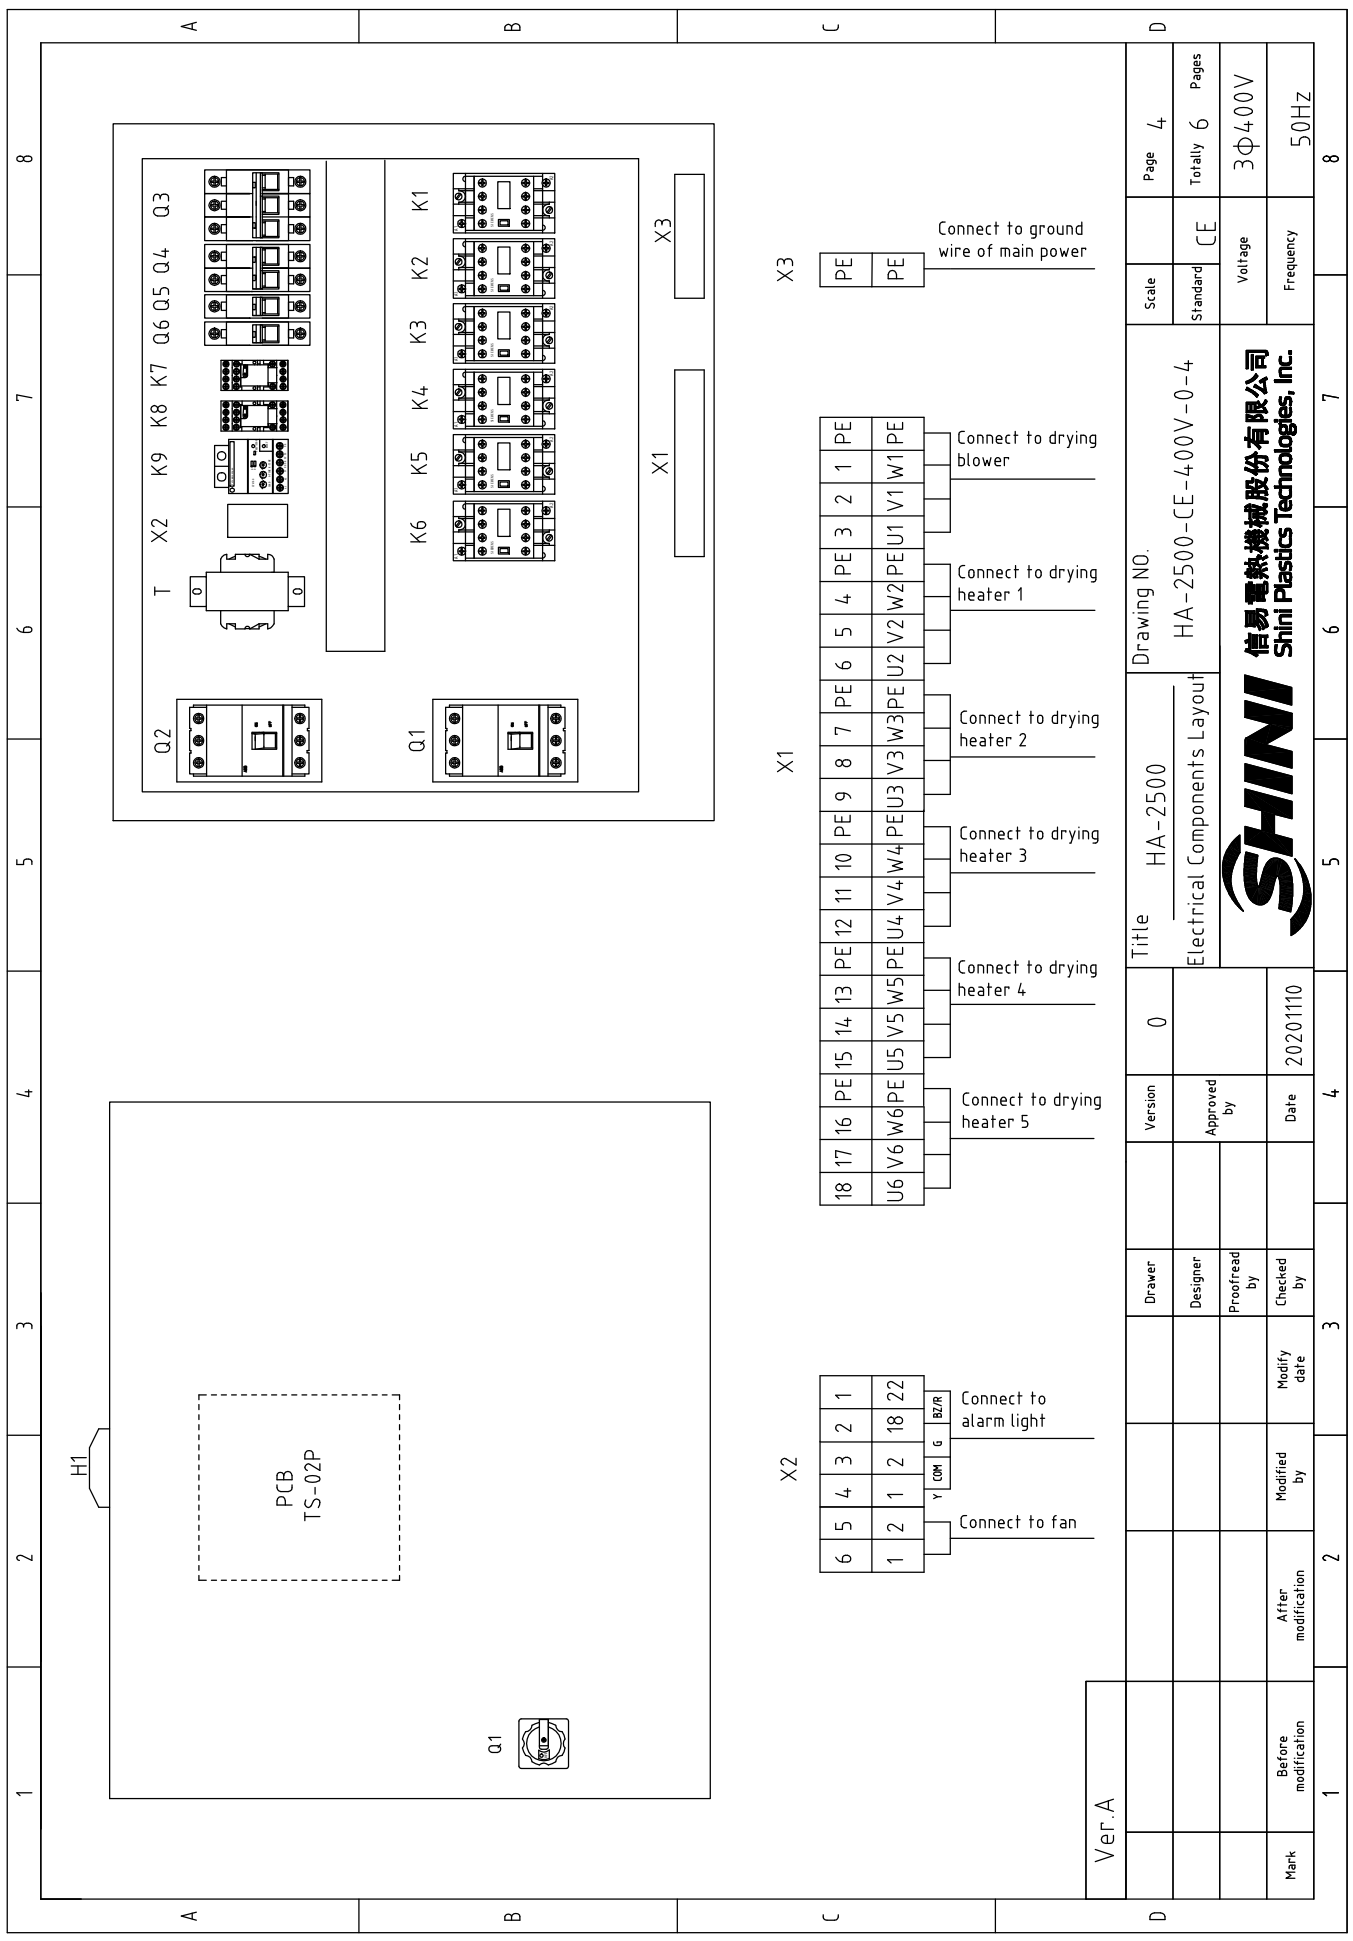 1 2 3 4 5 6 7 8
A
B
C
D
H1
PCB
TS-02P
Q1
Q2
T
X2
K9
K8
K7
Q6
Q5
Q4
Q3
Q1
K6
K5
K4
K3
K2
K1
X1
X3
X2
6 5 4 3 2 1
1 2 1 2 18 22
Y COM G BZ/R
Connect to fan
Connect to
alarm light
X1
18 17 16 PE 15 14 13 PE 12 11 10 PE 9 8 7 PE 6 5 4 PE 3 2 1 PE
U6 V6 W6 PE U5 V5 W5 PE U4 V4 W4 PE U3 V3 W3 PE U2 V2 W2 PE U1 V1 W1 PE
Connect to drying
heater 5
Connect to drying
heater 4
Connect to drying
heater 3
Connect to drying
heater 2
Connect to drying
heater 1
Connect to drying
blower
X3
PE PE
Connect to ground
wire of main power
Ver.A
Mark
Before
modification
After
modification
Modified
by
Modify
date
Drawer
Designer
Proofread
by
Checked
by
Version 0
Approved
by
Date 20201110
Title
HA-2500
Electrical Components Layout
Drawing NO.
HA-2500-CE-400V-0-4
SHINI
信易電熱機械股份有限公司
Shini Plastics Technologies, Inc.
Scale
Page 4
Standard CE
Totally 6 Pages
Voltage 3Φ400V
Frequency 50HZ
A
B
C
D
1 2 3 4 5 6 7 8